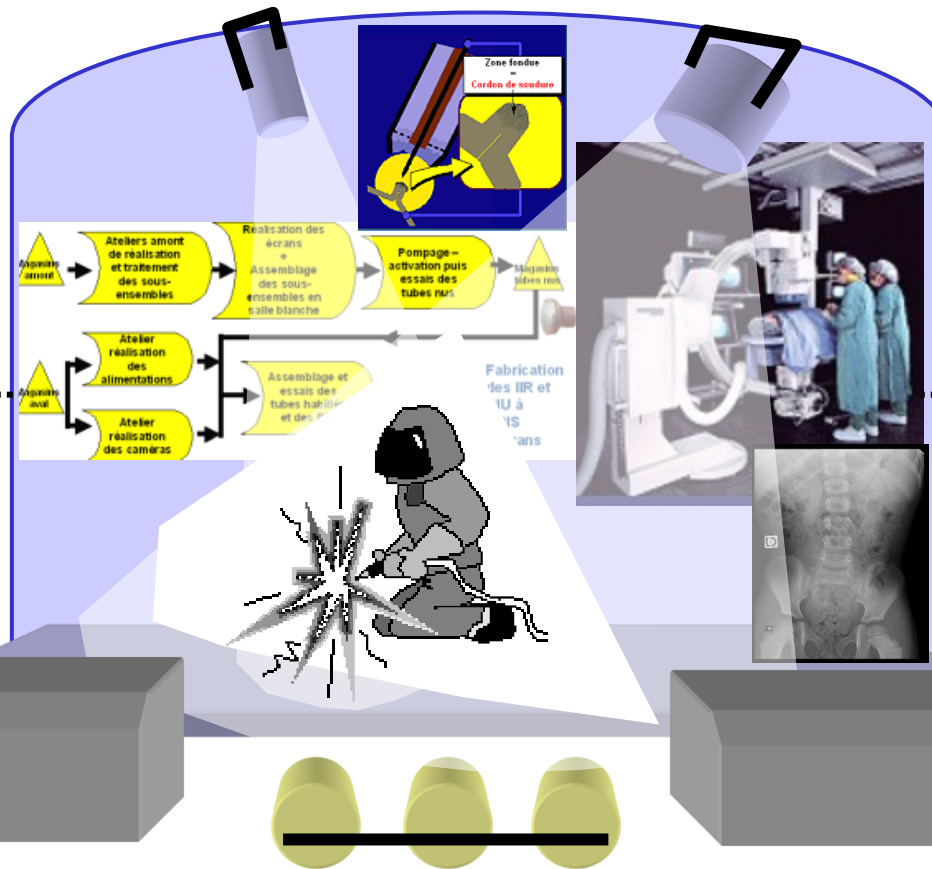 Zone fondue
=
Cordon de soudure
Magasins
amont
Ateliers amont
de réalisation
et traitement
des sous-
ensembles
Réalisation des
écrans
+
Assemblage
des sous-
ensembles en
salle blanche
Pompage –
activation puis
essais des
tubes nus
Magasins
tubes nus
Magasins
aval
Atelier
réalisation
des
alimentations
Atelier
réalisation
des caméras
Assemblage et
essais des
tubes habillés
et des
Fabrication
des IIR et
à